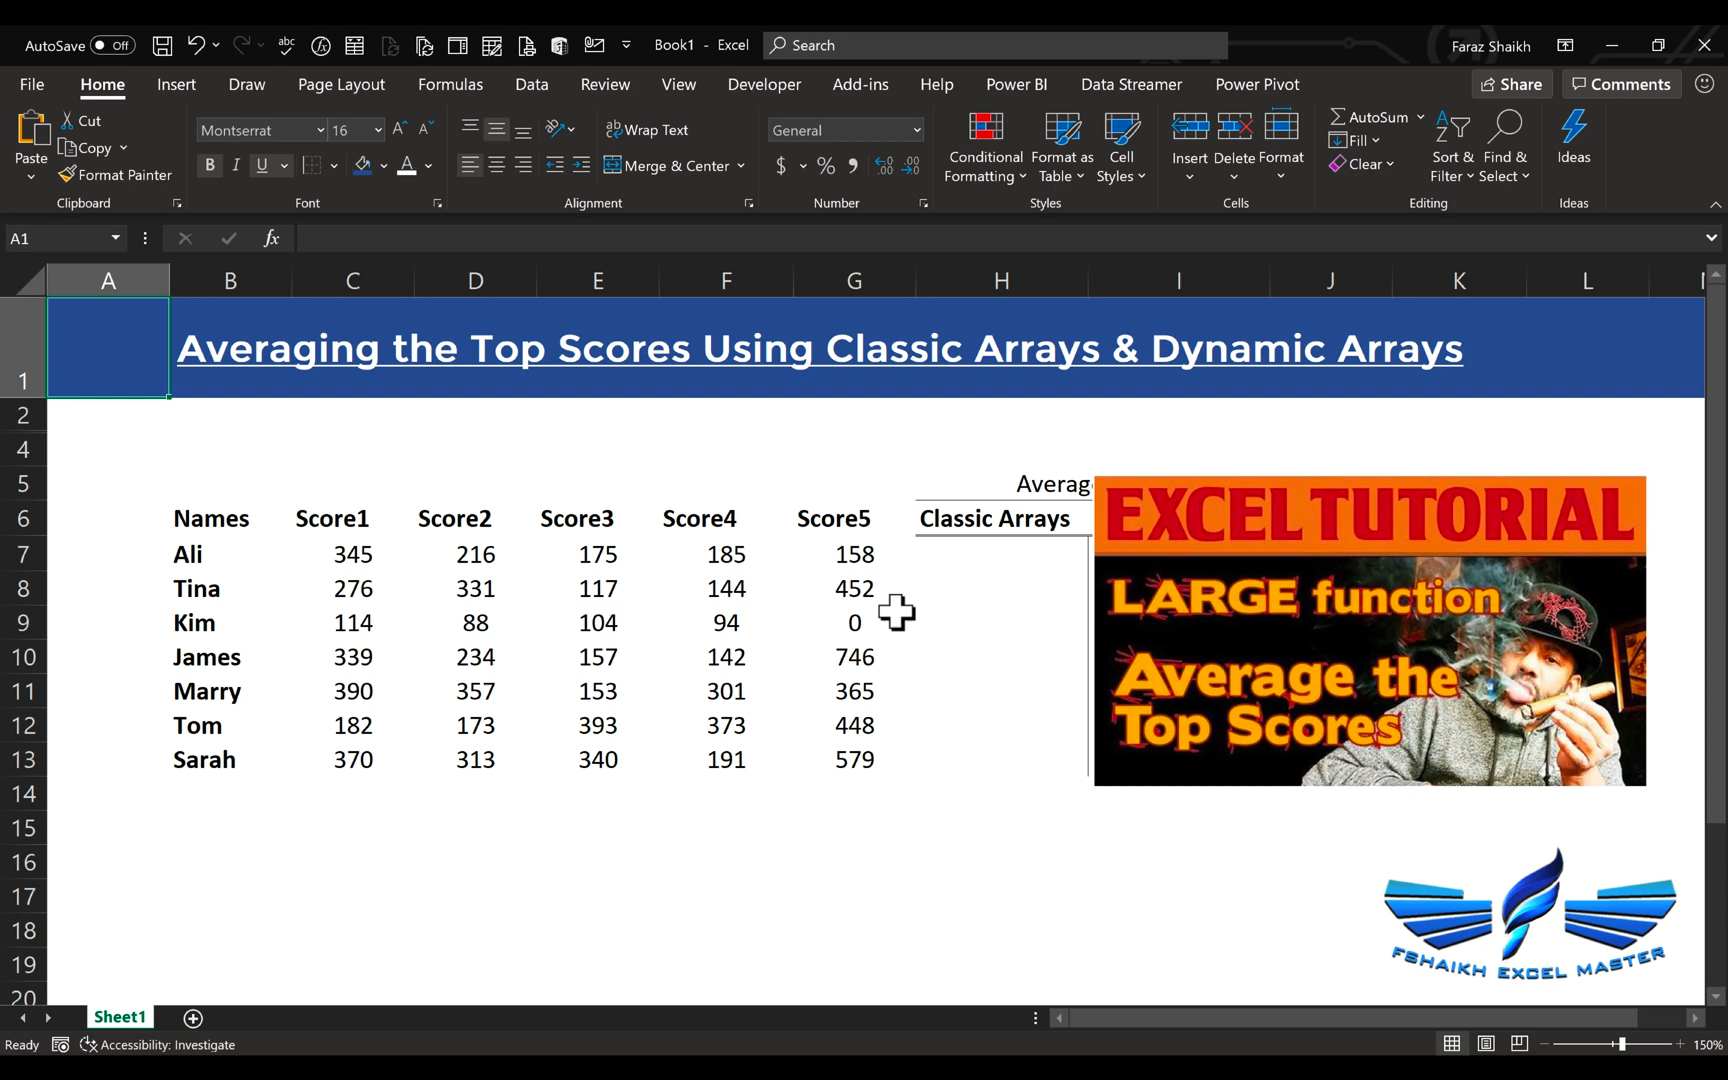 AutoSave Off abc Book1 - Excel Search Faraz Shaikh
File Home Insert Draw Page Layout Formulas Data Review View Developer Add-ins Help Power BI Data Streamer Power Pivot Share Comments
Paste
Cut
Copy
Format Painter
Clipboard
Montserrat 16 A A
B I U A
Font
ab Wrap Text
Merge & Center
Alignment
General
$ % 9 .00 .00
Number
Conditional Formatting
Format as Table
Cell Styles
Styles
Insert Delete Format
Cells
AutoSum
Fill
Clear
Sort & Filter
Find & Select
Editing
Ideas
Ideas
A1 fx
A B C D E F G H I J K L
1 Averaging the Top Scores Using Classic Arrays & Dynamic Arrays
2
4
5 Averag
6 Names Score1 Score2 Score3 Score4 Score5 Classic Arrays
7 Ali 345 216 175 185 158
8 Tina 276 331 117 144 452
9 Kim 114 88 104 94 0
10 James 339 234 157 142 746
11 Marry 390 357 153 301 365
12 Tom 182 173 393 373 448
13 Sarah 370 313 340 191 579
14
15
16
17
18
19
20
EXCEL TUTORIAL
LARGE function
Average the
Top Scores
FSHAIKH EXCEL MASTER
Sheet1
Ready Accessibility: Investigate 150%